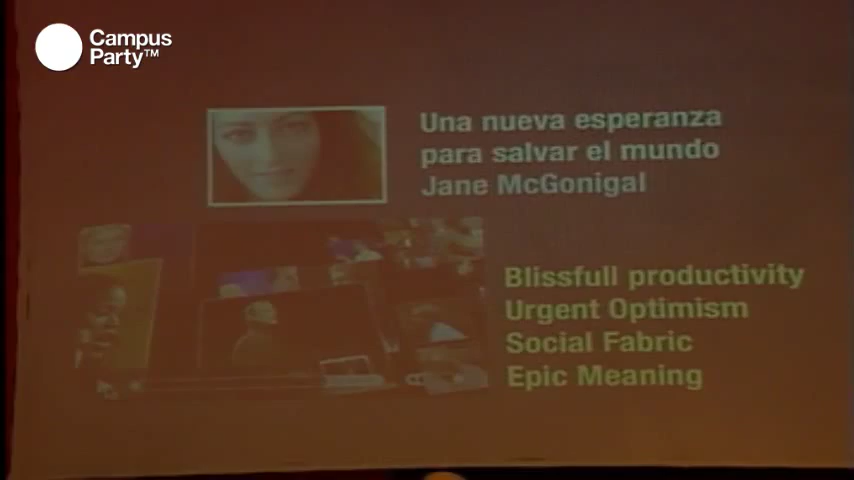 Campus
Party™
Una nueva esperanza
para salvar el mundo
Jane McGonigal
Blissfull productivity
Urgent Optimism
Social Fabric
Epic Meaning